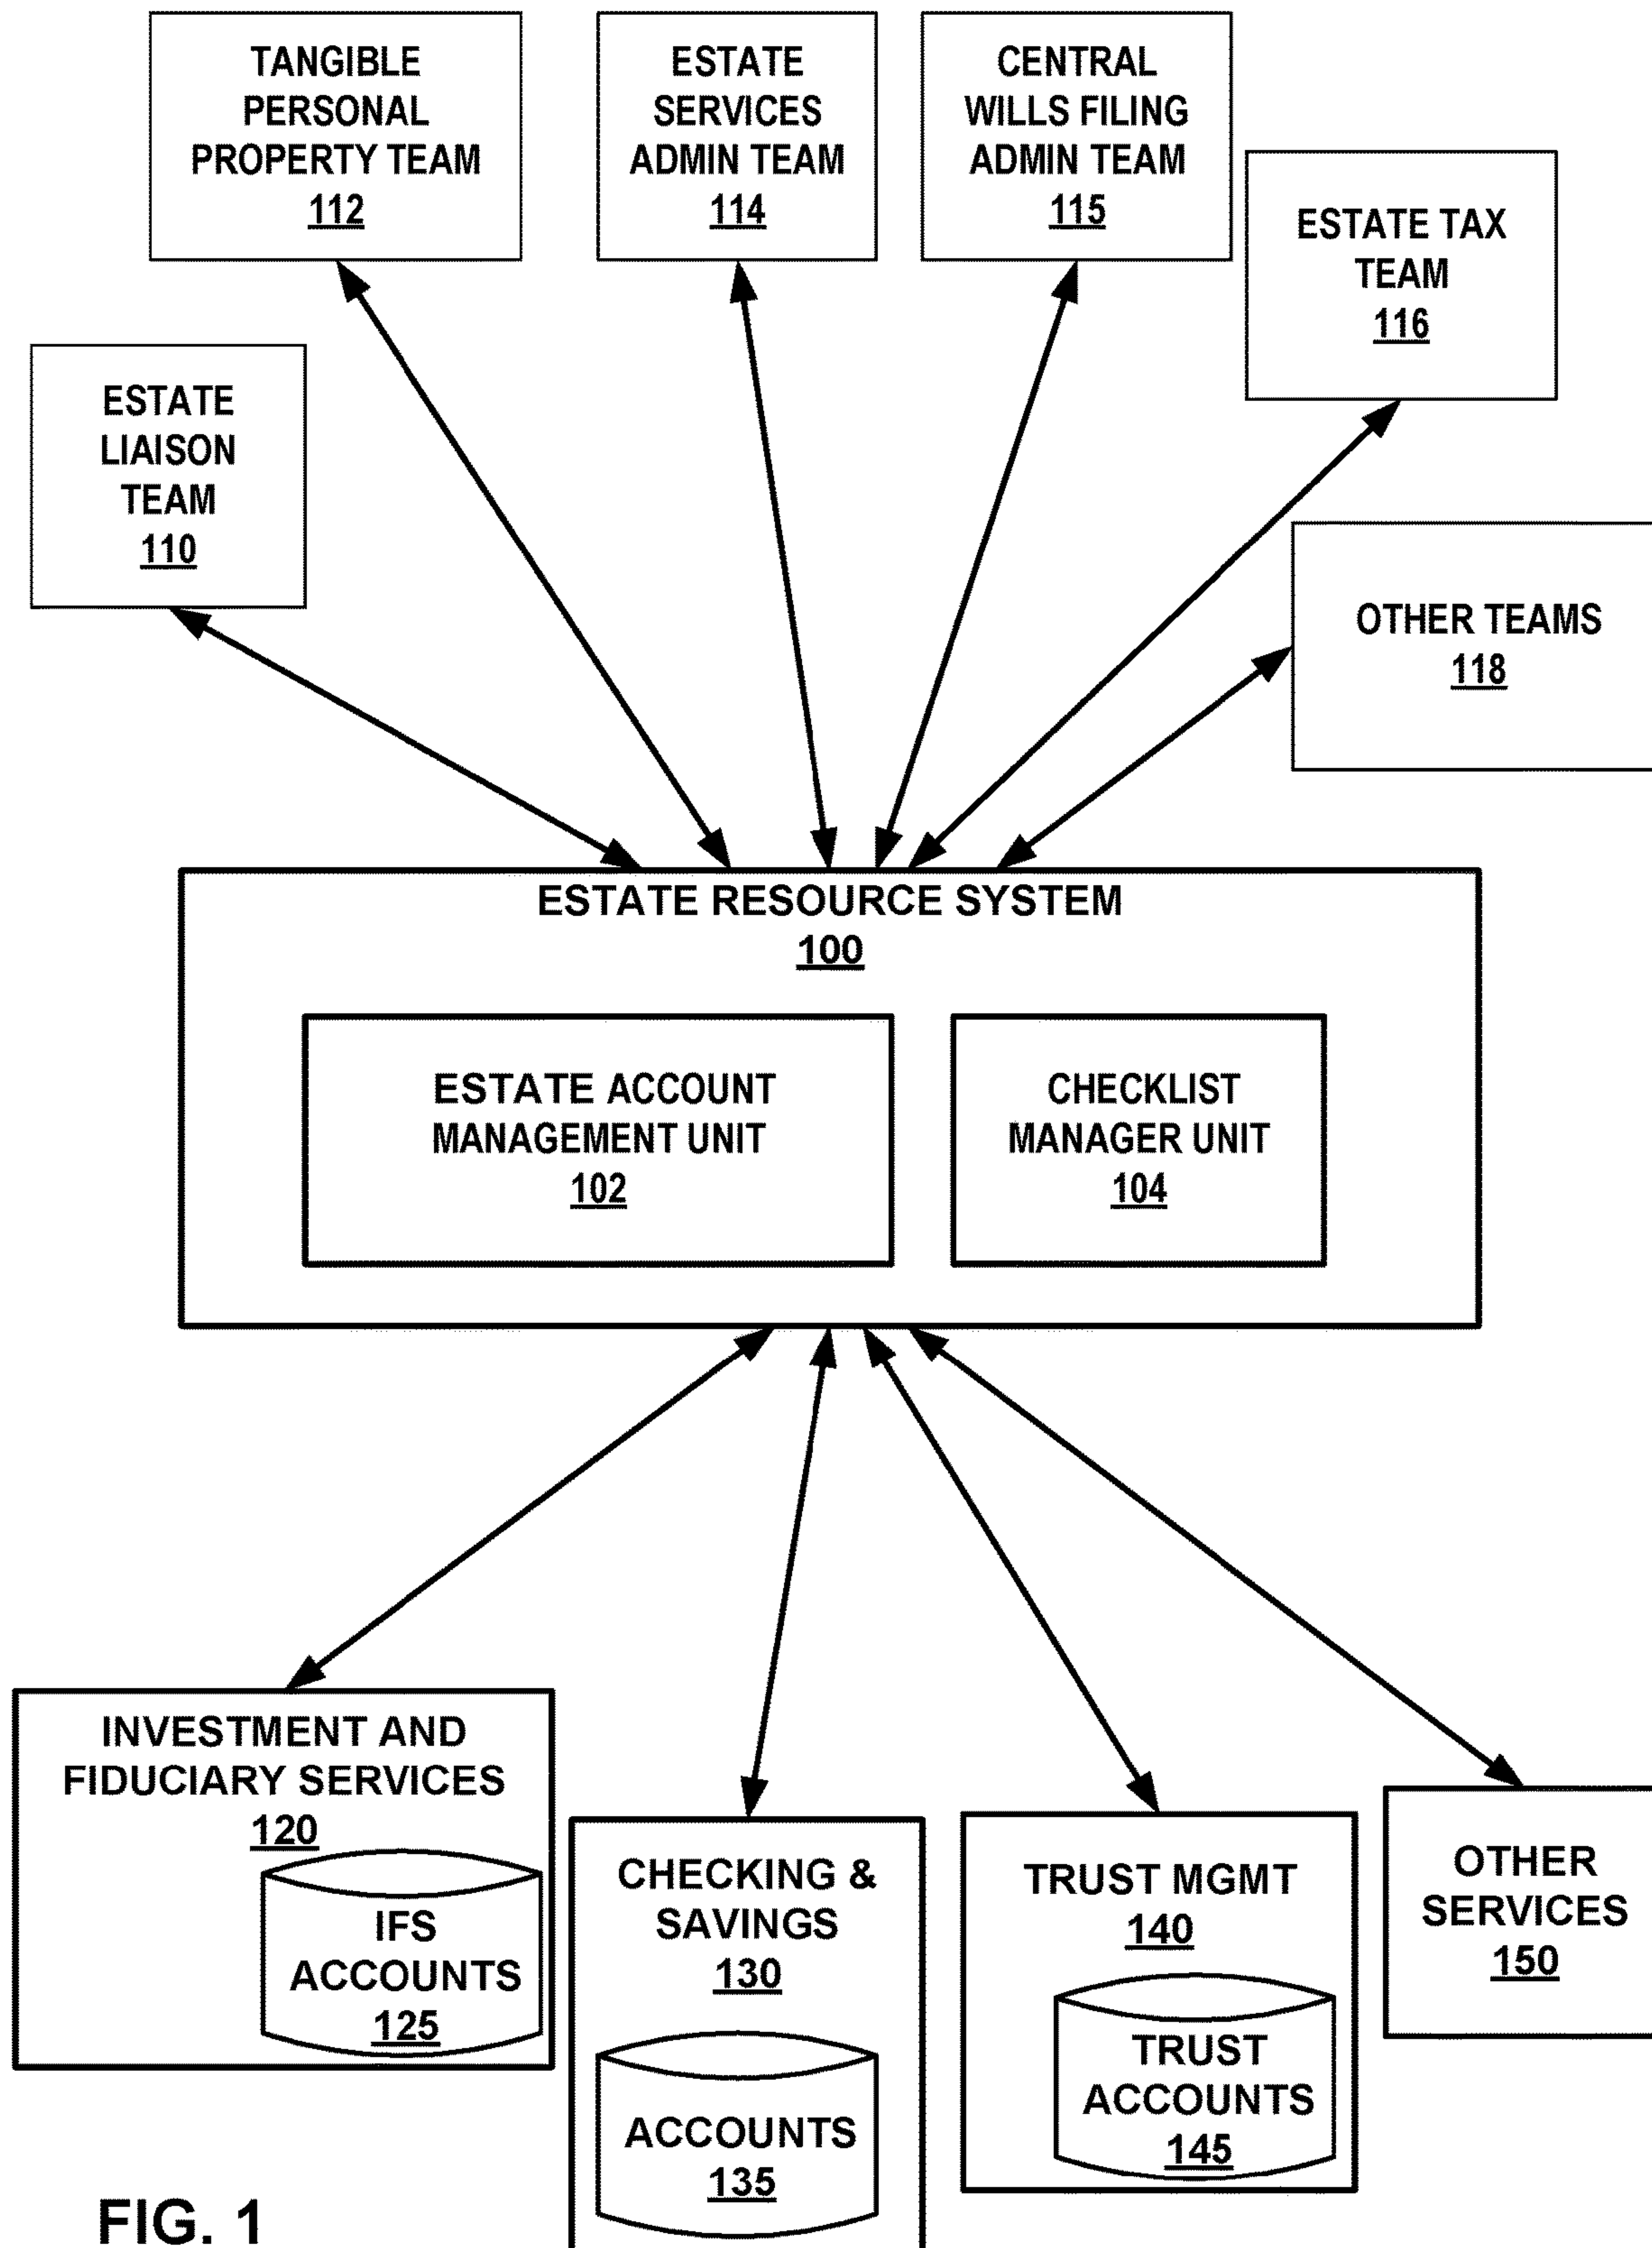 TANGIBLE
PERSONAL
PROPERTY TEAM
112
ESTATE
SERVICES
ADMIN TEAM
114
CENTRAL
WILLS FILING
ADMIN TEAM
115
ESTATE TAX
TEAM
116
ESTATE
LIAISON
TEAM
110
OTHER TEAMS
118
ESTATE RESOURCE SYSTEM
100
ESTATE ACCOUNT
MANAGEMENT UNIT
102
CHECKLIST
MANAGER UNIT
104
INVESTMENT AND
FIDUCIARY SERVICES
120
IFS
ACCOUNTS
125
CHECKING &
SAVINGS
130
ACCOUNTS
135
TRUST MGMT
140
TRUST
ACCOUNTS
145
OTHER
SERVICES
150
FIG. 1